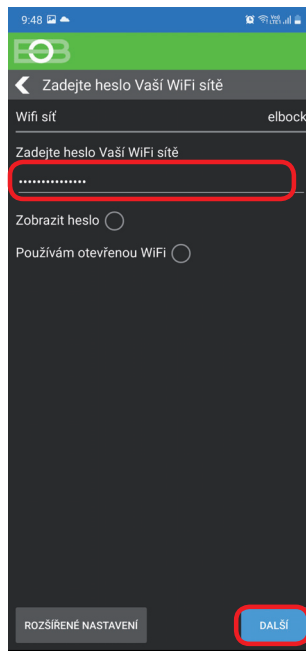 9:48
EOB
Zadejte heslo Vaší WiFi sítě
Wifi síť elbock
Zadejte heslo Vaší WiFi sítě
•••••••••••••••
Zobrazit heslo
Používám otevřenou WiFi
ROZŠÍŘENÉ NASTAVENÍ DALŠÍ